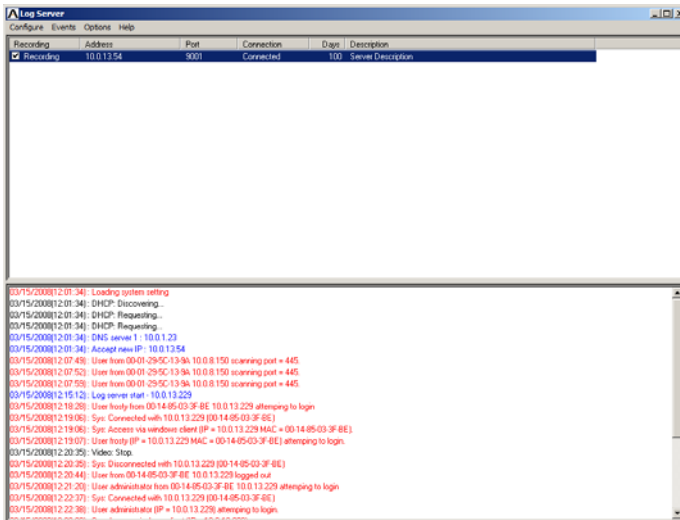 Log Server
Configure Events Options Help
Recording Address Port Connection Days Description
Recording 10.0.13.54 9001 Connected 100 Server Description
03/15/2008(12:01:34) : Loading system setting
03/15/2008(12:01:34) : DHCP: Discovering...
03/15/2008(12:01:34) : DHCP: Requesting...
03/15/2008(12:01:34) : DHCP: Requesting...
03/15/2008(12:01:34) : DNS server 1 : 10.0.1.23
03/15/2008(12:01:34) : Accept new IP : 10.0.13.54
03/15/2008(12:07:49) : User from 00-01-29-5C-13-9A 10.0.8.150 scanning port = 445.
03/15/2008(12:07:52) : User from 00-01-29-5C-13-9A 10.0.8.150 scanning port = 445.
03/15/2008(12:07:59) : User from 00-01-29-5C-13-9A 10.0.8.150 scanning port = 445.
03/15/2008(12:15:12) : Log server start - 10.0.13.229
03/15/2008(12:18:28) : User frosty from 00-14-85-03-3F-BE 10.0.13.229 attemping to login
03/15/2008(12:19:06) : Sys: Connected with 10.0.13.229 (00-14-85-03-3F-BE)
03/15/2008(12:19:06) : Sys: Access via windows client (IP = 10.0.13.229 MAC = 00-14-85-03-3F-BE).
03/15/2008(12:19:07) : User frosty (IP = 10.0.13.229 MAC = 00-14-85-03-3F-BE) attemping to login.
03/15/2008(12:20:35) : Video: Stop.
03/15/2008(12:20:35) : Sys: Disconnected with 10.0.13.229 (00-14-85-03-3F-BE)
03/15/2008(12:20:44) : User from 00-14-85-03-3F-BE 10.0.13.229 logged out
03/15/2008(12:21:20) : User administrator from 00-14-85-03-3F-BE 10.0.13.229 attemping to login
03/15/2008(12:22:37) : Sys: Connected with 10.0.13.229 (00-14-85-03-3F-BE)
03/15/2008(12:22:38) : User administrator (IP = 10.0.13.229) attemping to login.